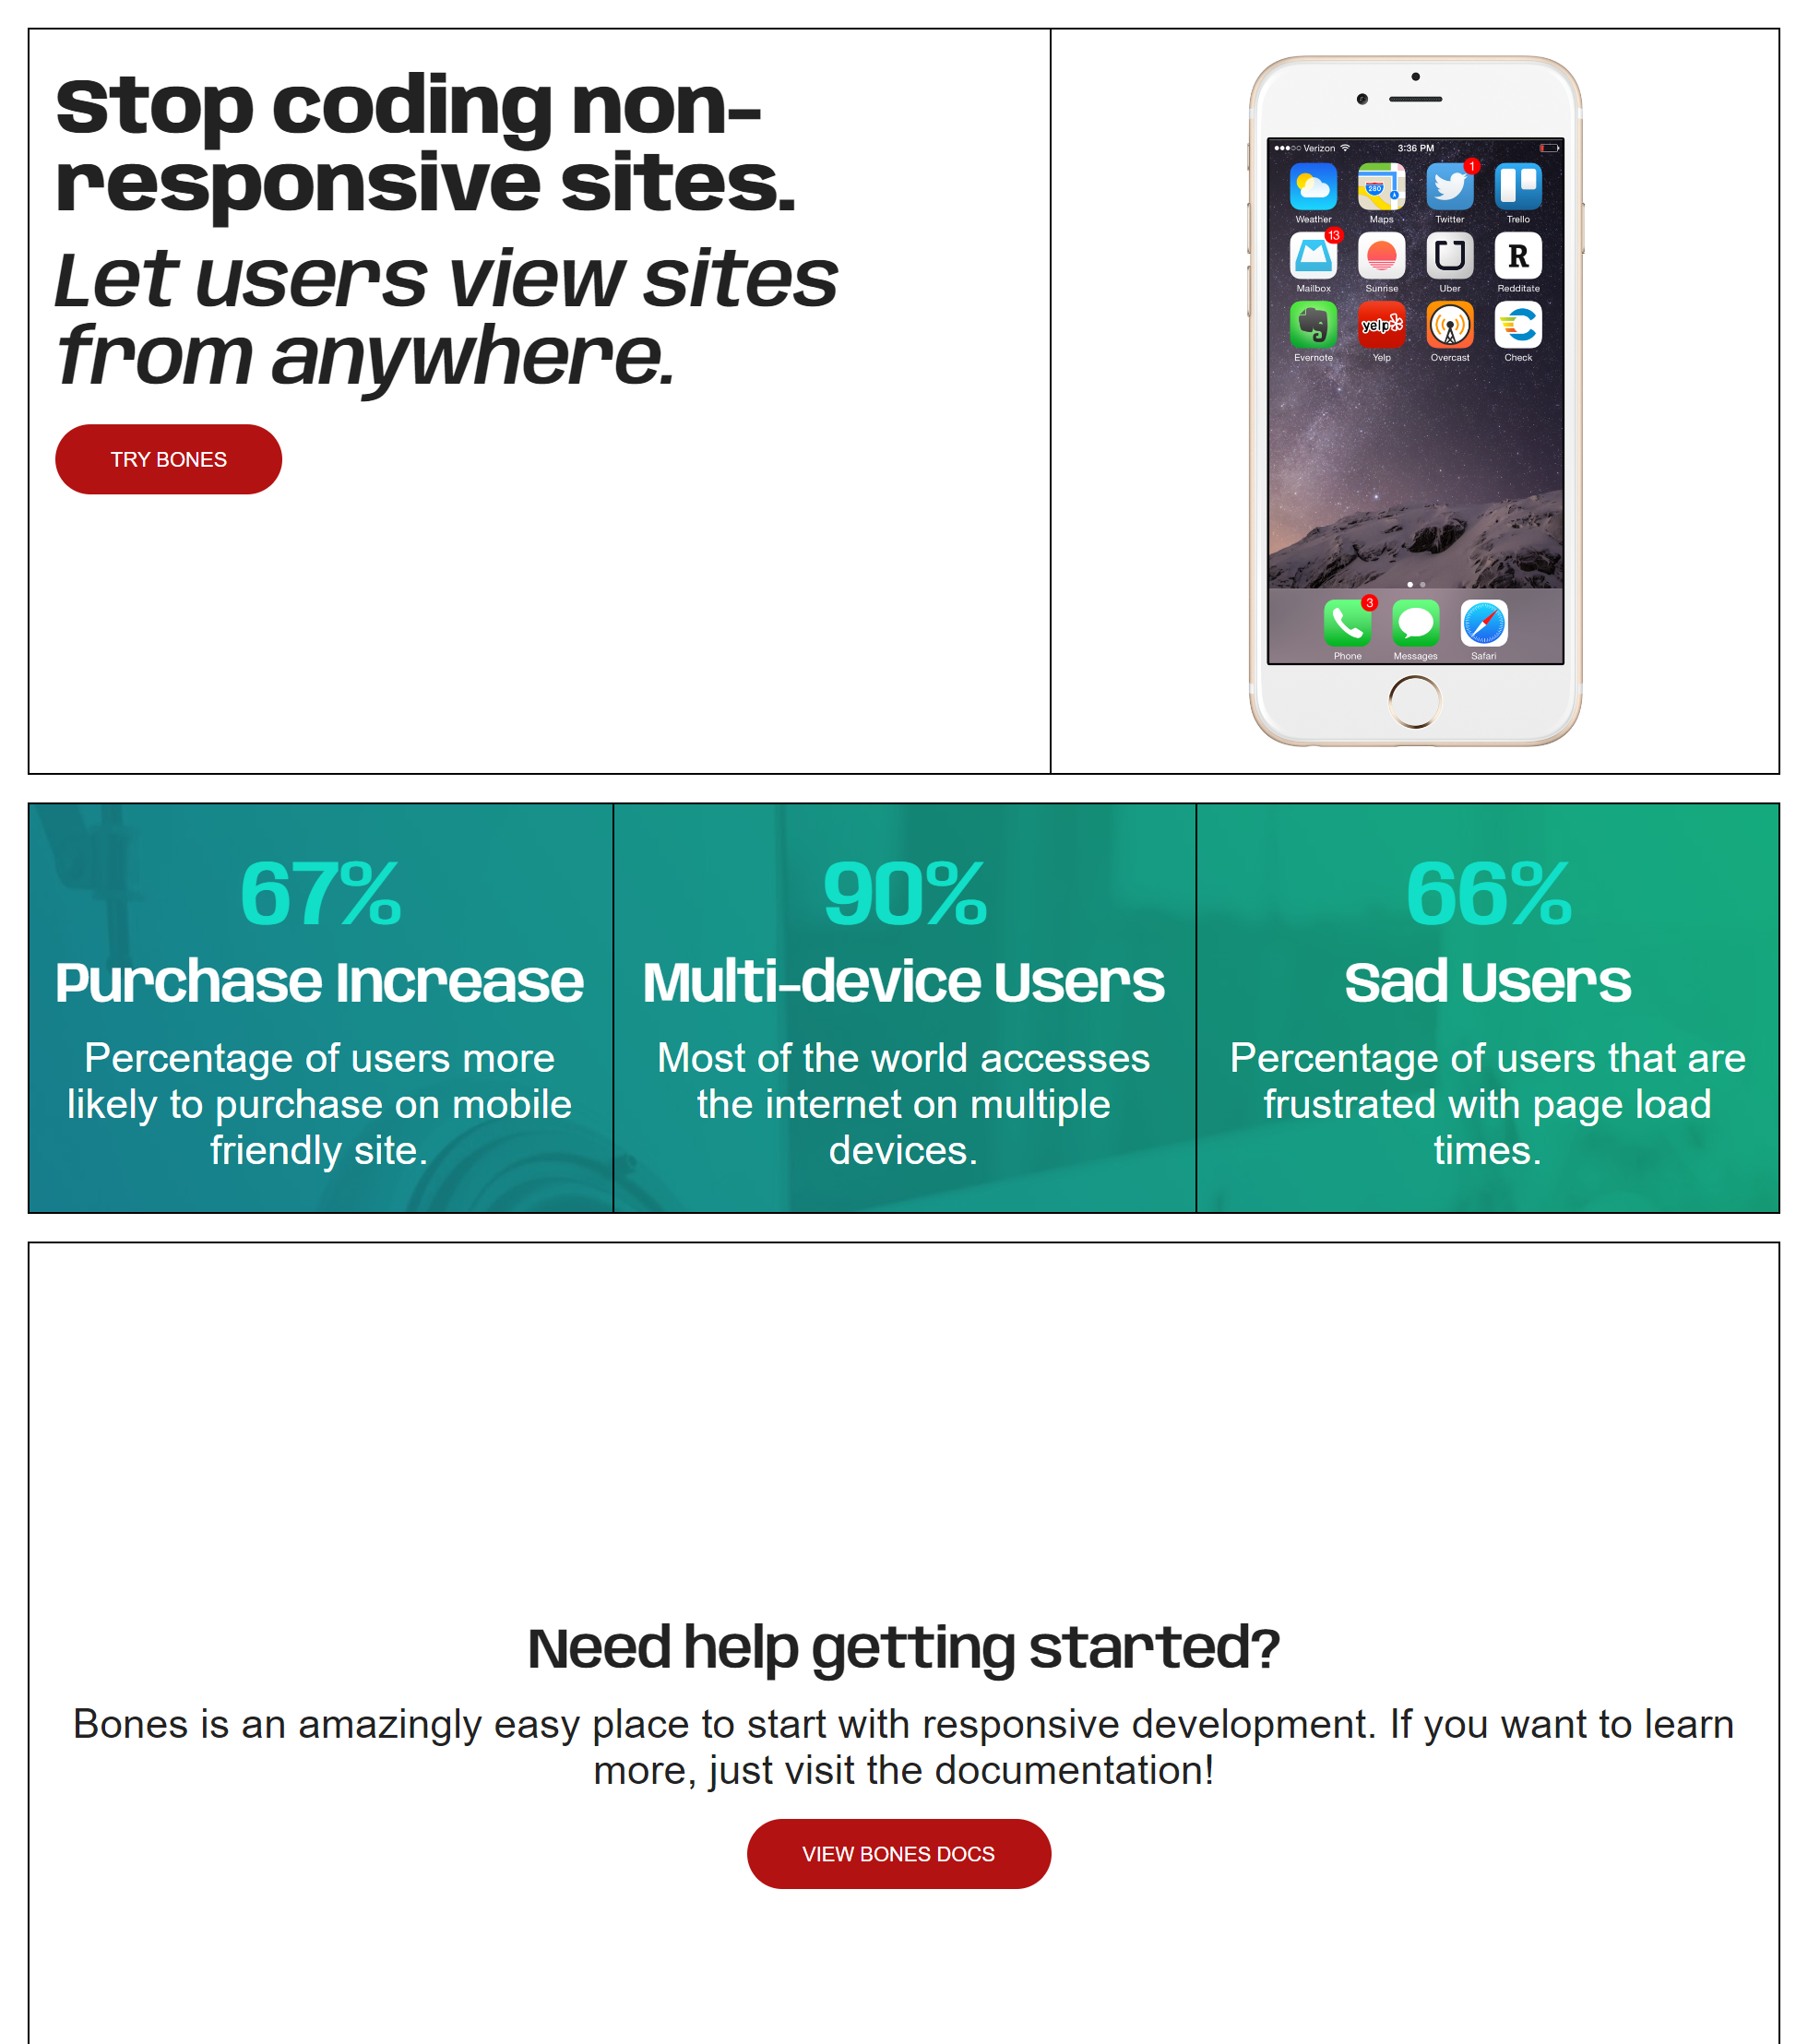 Stop coding non-
responsive sites.
Let users view sites
from anywhere.
TRY BONES
Verizon 3:36 PM
280
1
Weather Maps Twitter Trello
13
R
Mailbox Sunrise Uber Redditate
yelp
Evernote Yelp Overcast Check
3
Phone Messages Safari
67%
Purchase Increase
Percentage of users more
likely to purchase on mobile
friendly site.
90%
Multi-device Users
Most of the world accesses
the internet on multiple
devices.
66%
Sad Users
Percentage of users that are
frustrated with page load
times.
Need help getting started?
Bones is an amazingly easy place to start with responsive development. If you want to learn
more, just visit the documentation!
VIEW BONES DOCS